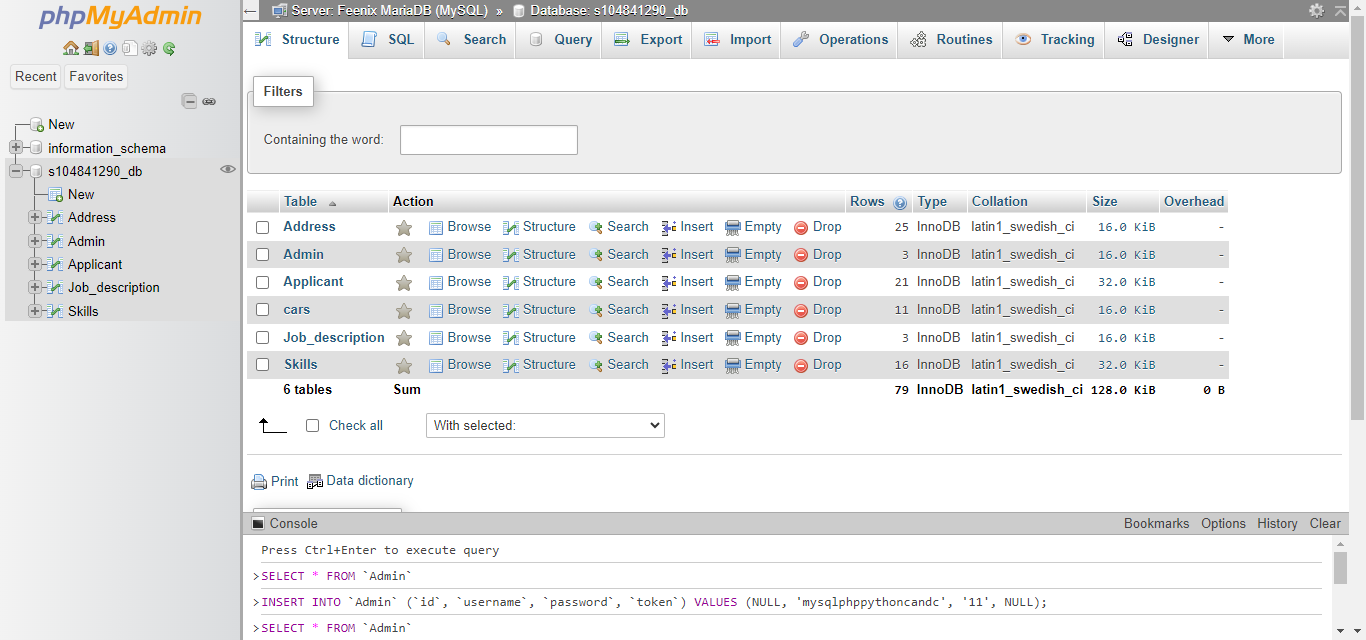 phpMyAdmin
Recent Favorites
New
information_schema
s104841290_db
New
Address
Admin
Applicant
Job_description
Skills
Server: Feenix MariaDB (MySQL) » Database: s104841290_db
Structure SQL Search Query Export Import Operations Routines Tracking Designer More
Filters
Containing the word:
Table Action Rows Type Collation Size Overhead
Address Browse Structure Search Insert Empty Drop 25 InnoDB latin1_swedish_ci 16.0 KiB -
Admin Browse Structure Search Insert Empty Drop 3 InnoDB latin1_swedish_ci 16.0 KiB -
Applicant Browse Structure Search Insert Empty Drop 21 InnoDB latin1_swedish_ci 32.0 KiB -
cars Browse Structure Search Insert Empty Drop 11 InnoDB latin1_swedish_ci 16.0 KiB -
Job_description Browse Structure Search Insert Empty Drop 3 InnoDB latin1_swedish_ci 16.0 KiB -
Skills Browse Structure Search Insert Empty Drop 16 InnoDB latin1_swedish_ci 32.0 KiB -
6 tables Sum 79 InnoDB latin1_swedish_ci 128.0 KiB 0 B
Check all With selected:
Print Data dictionary
Console Bookmarks Options History Clear
Press Ctrl+Enter to execute query
>SELECT * FROM `Admin`
>INSERT INTO `Admin` (`id`, `username`, `password`, `token`) VALUES (NULL, 'mysqlphppythoncandc', '11', NULL);
>SELECT * FROM `Admin`